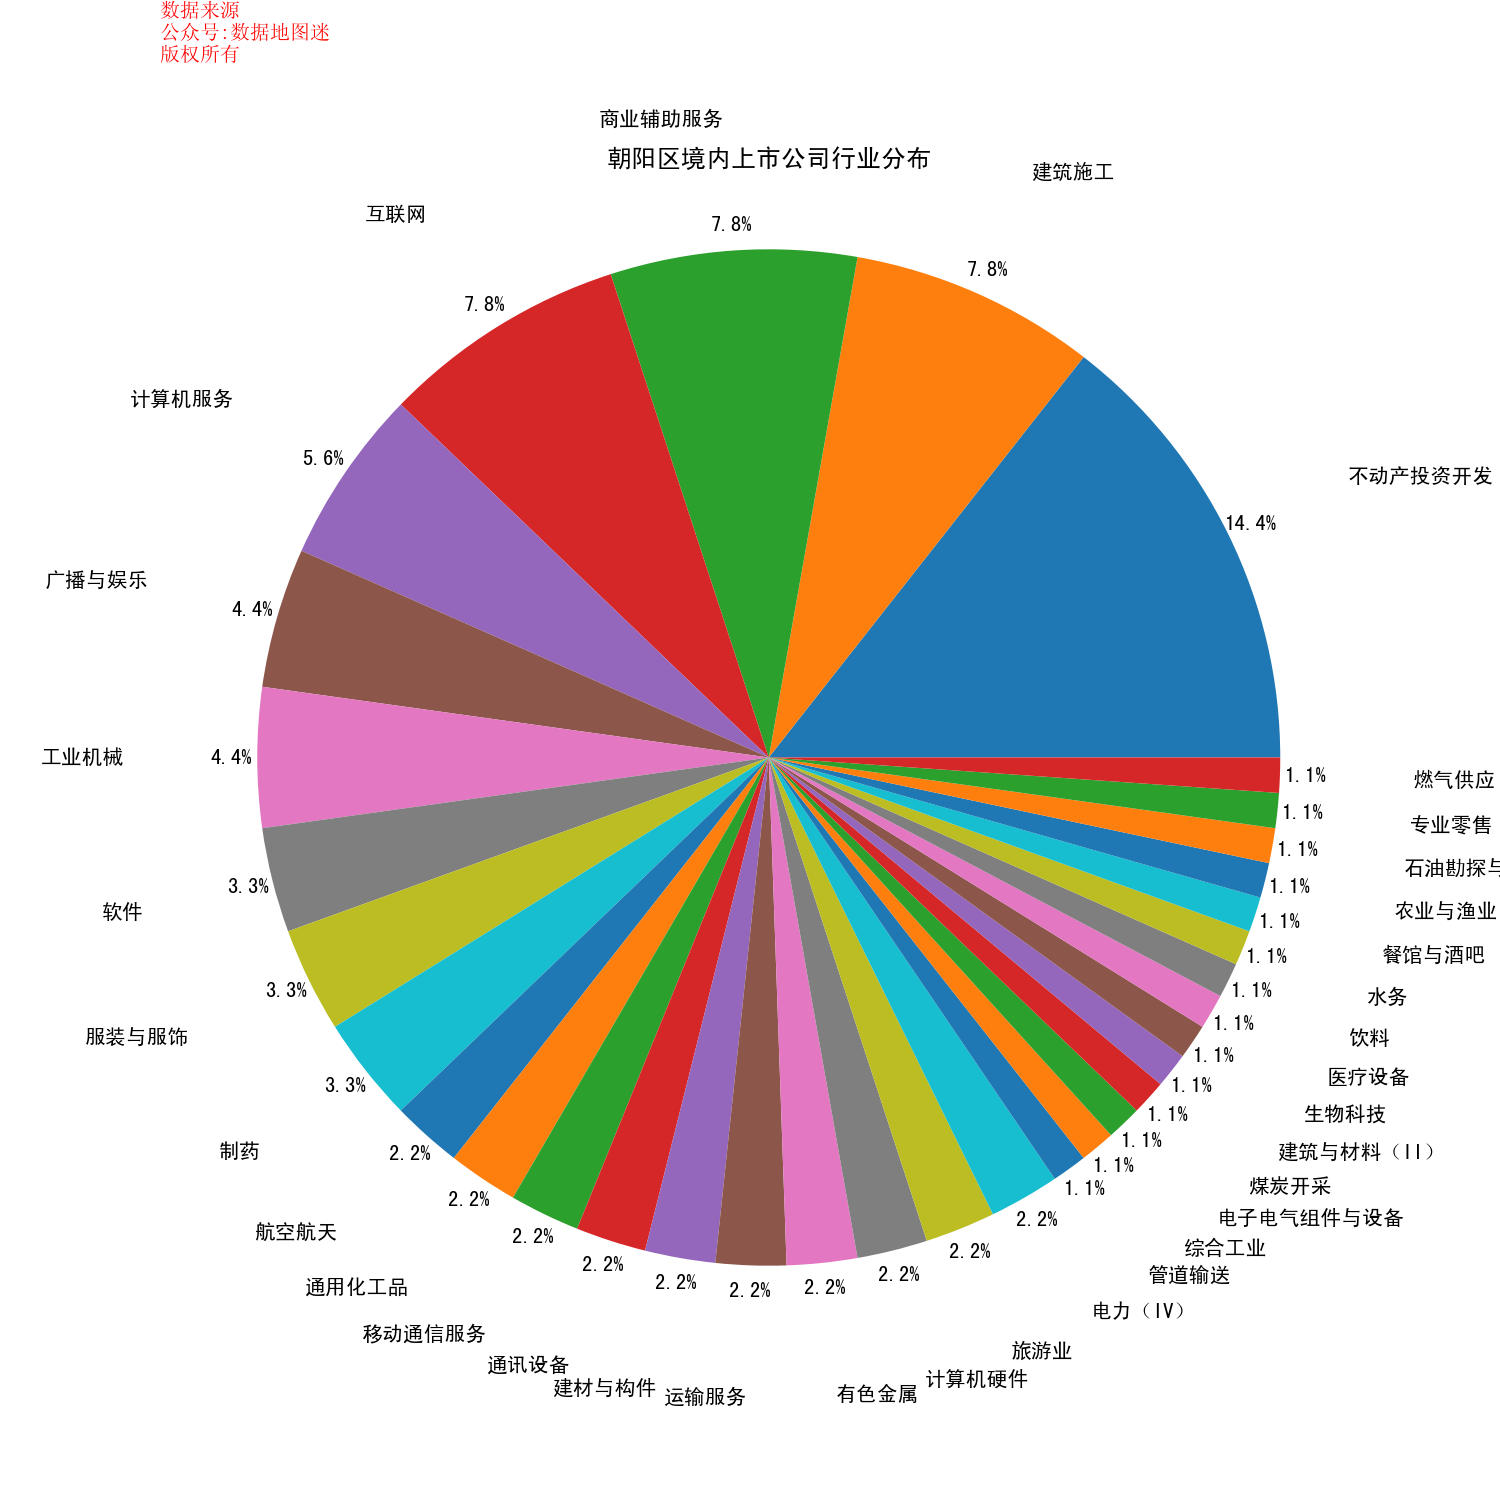 数据来源
公众号:数据地图迷
版权所有
商业辅助服务
朝阳区境内上市公司行业分布
建筑施工
互联网
7.8%
7.8%
7.8%
计算机服务
5.6%
不动产投资开发
14.4%
广播与娱乐
4.4%
工业机械
4.4%
1.1%
燃气供应
1.1%
专业零售
1.1%
石油勘探与
3.3%
1.1%
软件
农业与渔业
1.1%
餐馆与酒吧
1.1%
3.3%
1.1%
水务
服装与服饰
1.1%
饮料
1.1%
医疗设备
3.3%
1.1%
生物科技
1.1%
制药
2.2%
1.1%
建筑与材料（II）
1.1%
煤炭开采
1.1%
2.2%
电子电气组件与设备
航空航天
2.2%
2.2%
综合工业
2.2%
2.2%
管道输送
通用化工品
2.2%
2.2%
2.2%
2.2%
电力（IV）
移动通信服务
旅游业
通讯设备
计算机硬件
建材与构件
运输服务
有色金属